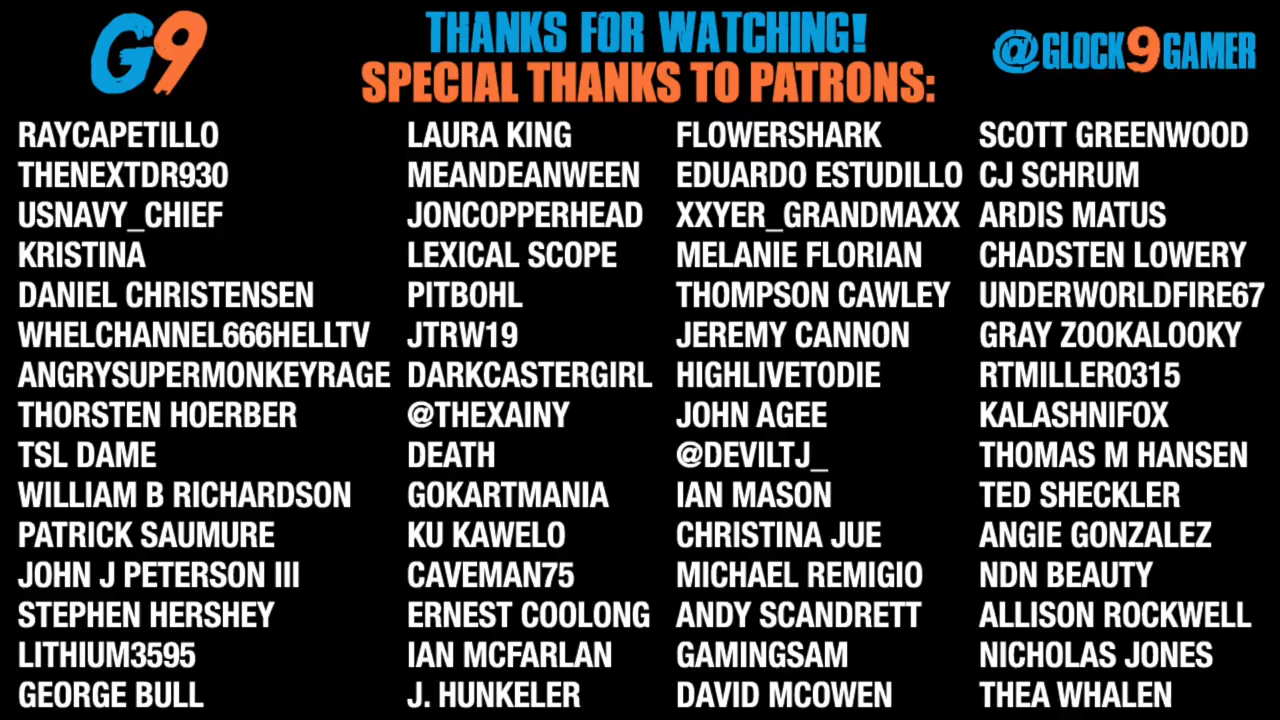 G9
THANKS FOR WATCHING!
SPECIAL THANKS TO PATRONS:
@GLOCK9GAMER
RAYCAPETILLO
THENEXTDR930
USNAVY_CHIEF
KRISTINA
DANIEL CHRISTENSEN
WHELCHANNEL666HELLTV
ANGRYSUPERMONKEYRAGE
THORSTEN HOERBER
TSL DAME
WILLIAM B RICHARDSON
PATRICK SAUMURE
JOHN J PETERSON III
STEPHEN HERSHEY
LITHIUM3595
GEORGE BULL
LAURA KING
MEANDEANWEEN
JONCOPPERHEAD
LEXICAL SCOPE
PITBOHL
JTRW19
DARKCASTERGIRL
@THEXAINY
DEATH
GOKARTMANIA
KU KAWELO
CAVEMAN75
ERNEST COOLONG
IAN MCFARLAN
J. HUNKELER
FLOWERSHARK
EDUARDO ESTUDILLO
XXYER_GRANDMAXX
MELANIE FLORIAN
THOMPSON CAWLEY
JEREMY CANNON
HIGHLIVETODIE
JOHN AGEE
@DEVILTJ_
IAN MASON
CHRISTINA JUE
MICHAEL REMIGIO
ANDY SCANDRETT
GAMINGSAM
DAVID MCOWEN
SCOTT GREENWOOD
CJ SCHRUM
ARDIS MATUS
CHADSTEN LOWERY
UNDERWORLDFIRE67
GRAY ZOOKALOOKY
RTMILLER0315
KALASHNIFOX
THOMAS M HANSEN
TED SHECKLER
ANGIE GONZALEZ
NDN BEAUTY
ALLISON ROCKWELL
NICHOLAS JONES
THEA WHALEN